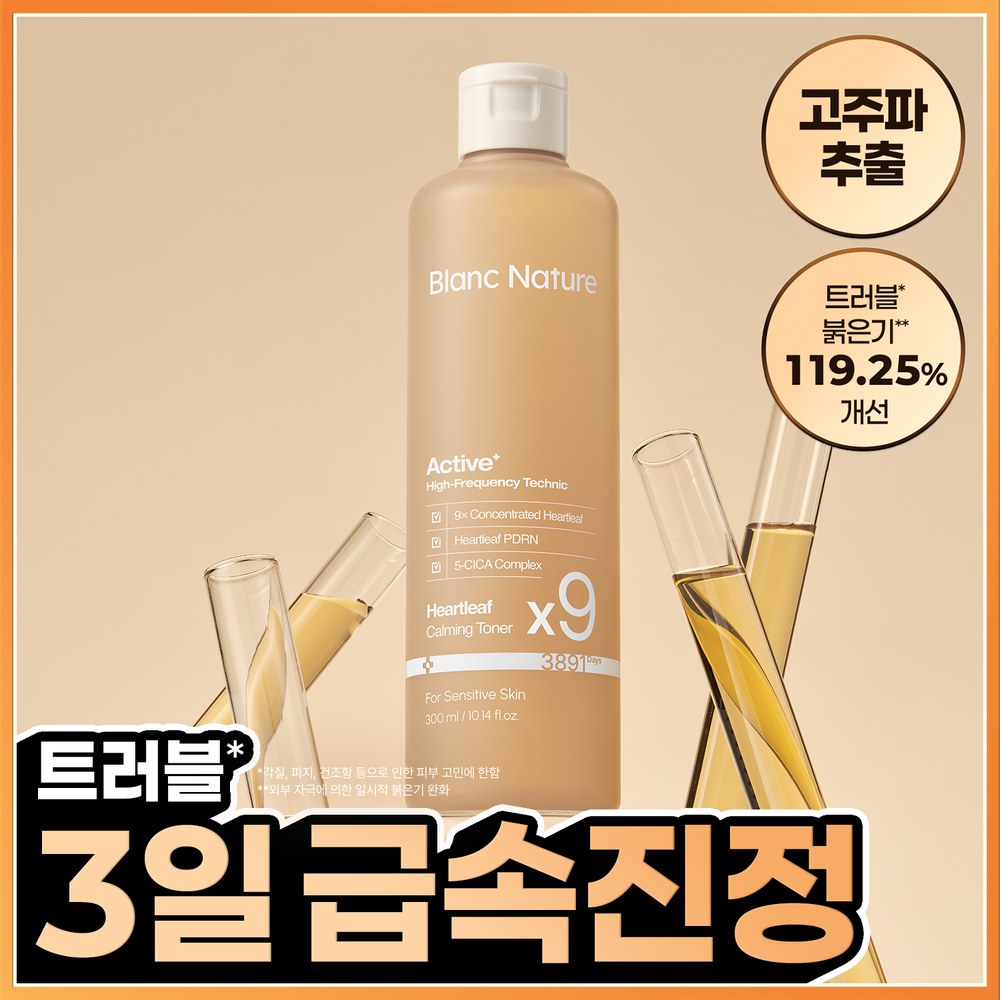 고주파
추출
트러블*
붉은기**
119.25%
개선
Blanc Nature
Active+
High-Frequency Technic
9x Concentrated Heartleaf
Heartleaf PDRN
5-CICA Complex
Heartleaf
Calming Toner
x9
3891Days
For Sensitive Skin
300 ml / 10.14 fl.oz.
*각질, 피지, 건조함 등으로 인한 피부 고민에 한함
**외부 자극에 의한 일시적 붉은기 완화
트러블*
3일 급속진정